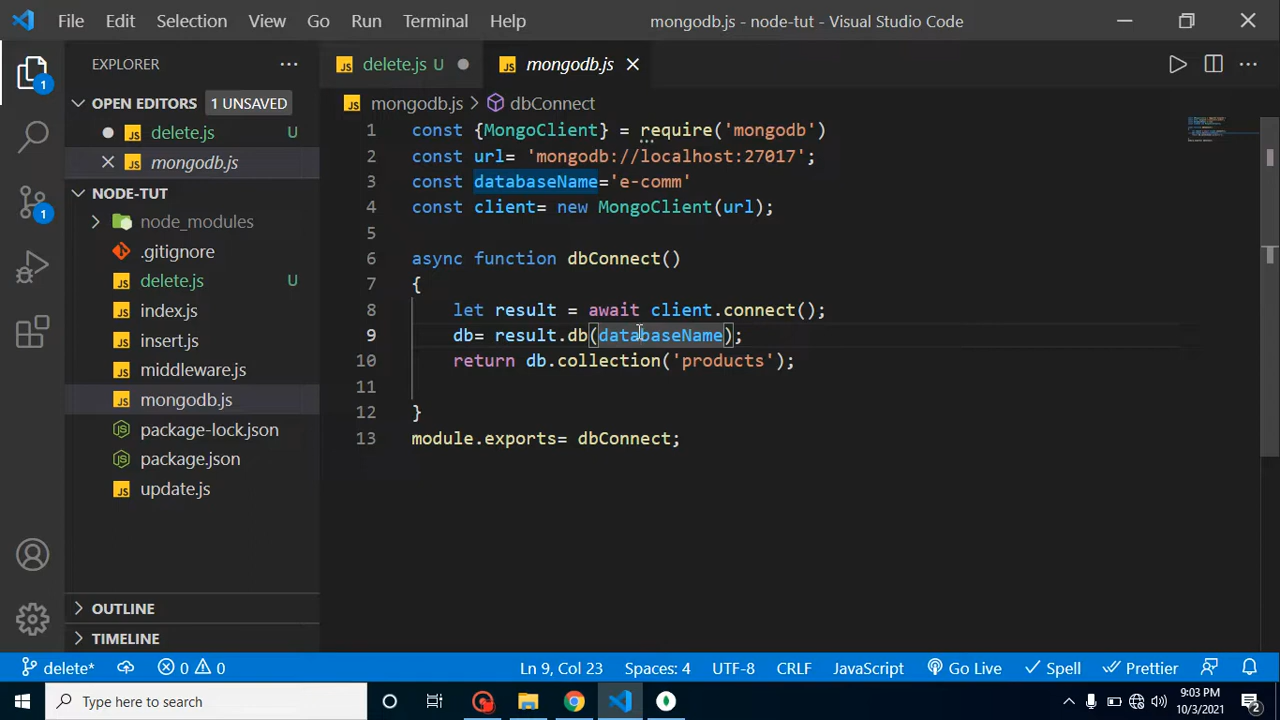 File Edit Selection View Go Run Terminal Help mongodb.js - node-tut - Visual Studio Code
EXPLORER
delete.js U
mongodb.js
OPEN EDITORS 1 UNSAVED
mongodb.js > dbConnect
delete.js U
mongodb.js
NODE-TUT
node_modules
.gitignore
delete.js
index.js
insert.js
middleware.js
mongodb.js
package-lock.json
package.json
update.js
OUTLINE
TIMELINE
1
1
1 const {MongoClient} = require('mongodb')
2 const url= 'mongodb://localhost:27017';
3 const databaseName='e-comm'
4 const client= new MongoClient(url);
5
6 async function dbConnect()
7 {
8 let result = await client.connect();
9 db= result.db(databaseName);
10 return db.collection('products');
11
12 }
13 module.exports= dbConnect;
delete* 0 0 Ln 9, Col 23 Spaces: 4 UTF-8 CRLF JavaScript Go Live Spell Prettier
Type here to search
9:03 PM
10/3/2021
2